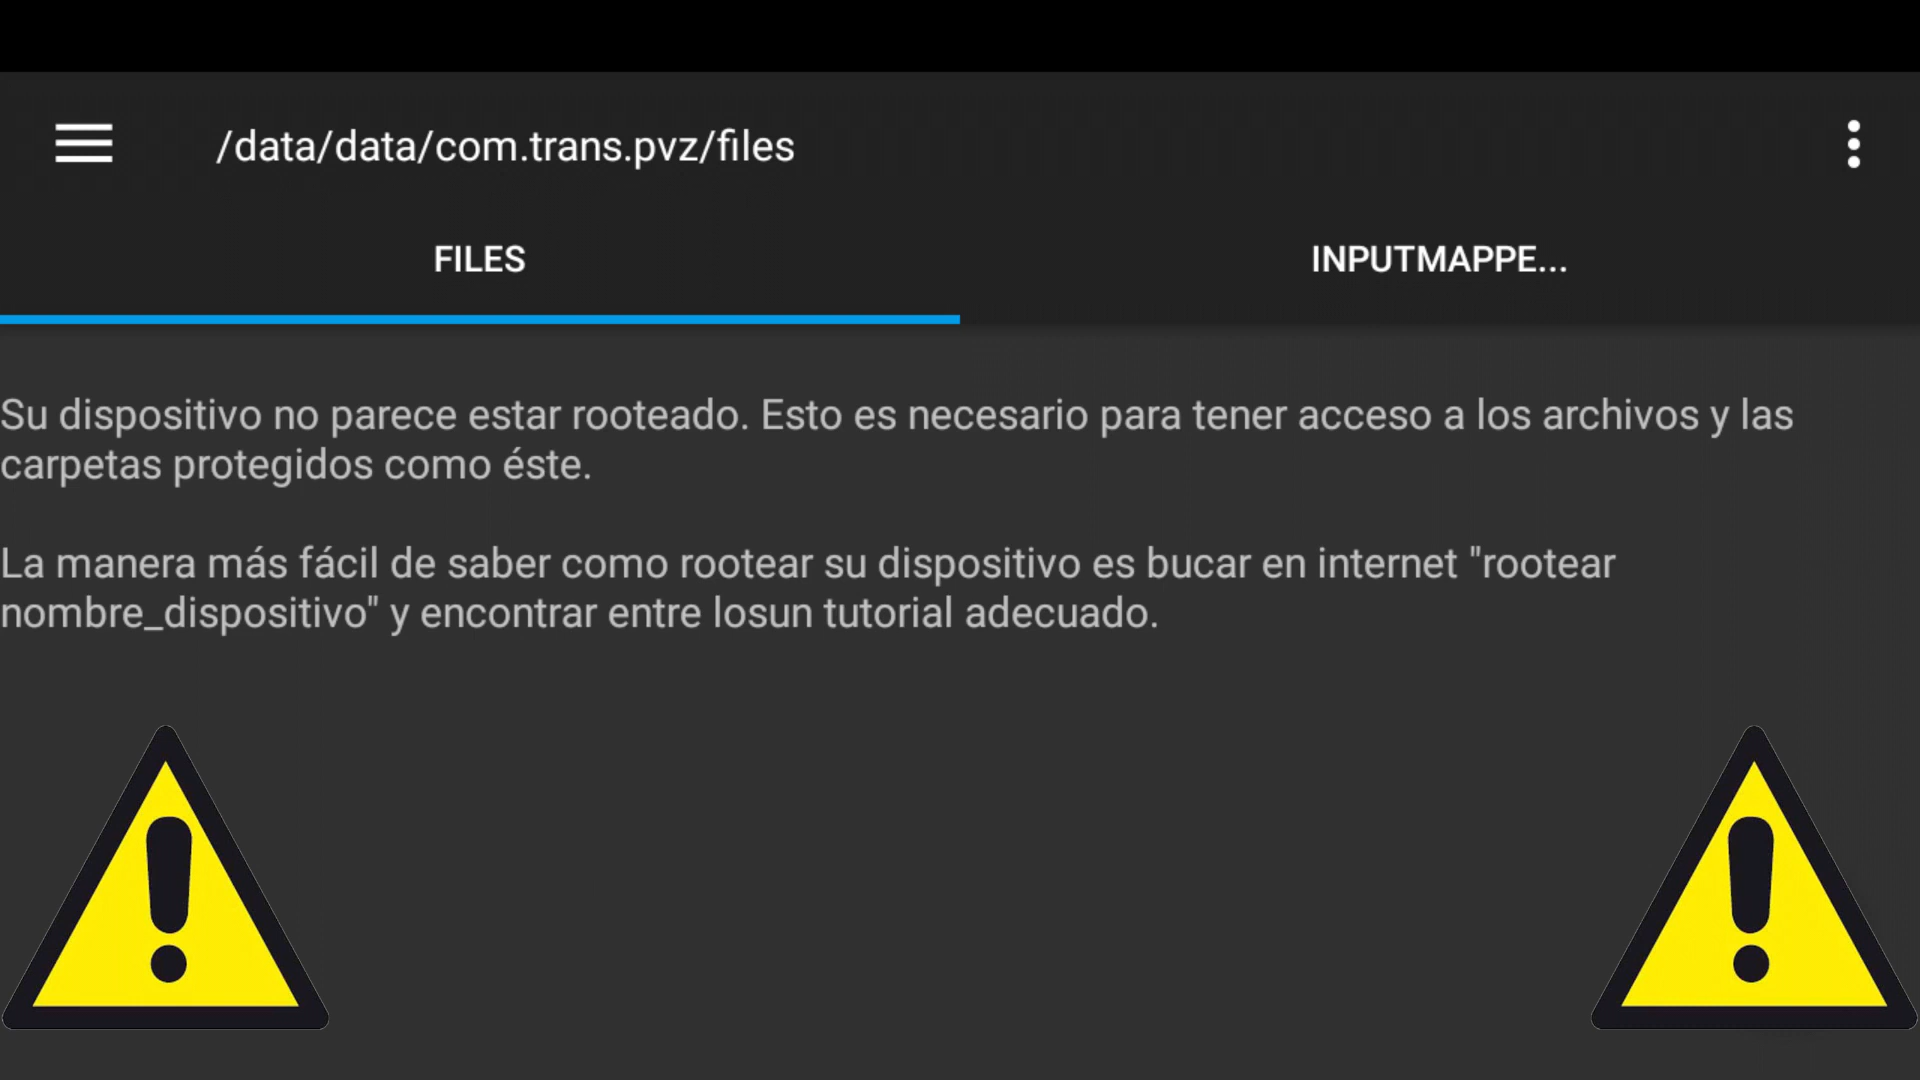 /data/data/com.trans.pvz/files
FILES
INPUTMAPPE...
Su dispositivo no parece estar rooteado. Esto es necesario para tener acceso a los archivos y las
carpetas protegidos como éste.
La manera más fácil de saber como rootear su dispositivo es bucar en internet "rootear
nombre_dispositivo" y encontrar entre losun tutorial adecuado.